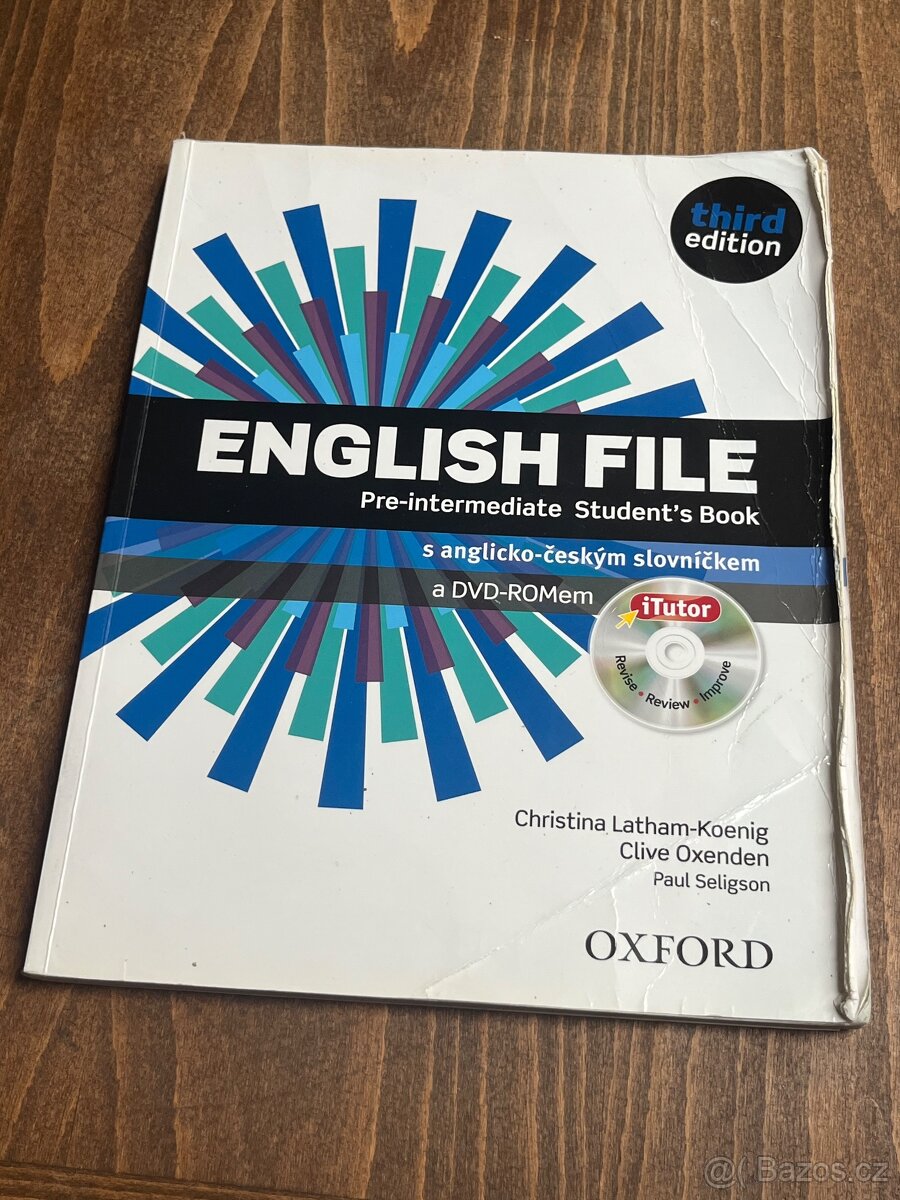 third
edition
ENGLISH FILE
Pre-intermediate Student's Book
s anglicko-českým slovníčkem
a DVD-ROMem
iTutor
Revise • Review • Improve
Christina Latham-Koenig
Clive Oxenden
Paul Seligson
OXFORD
@( Bazos.cz